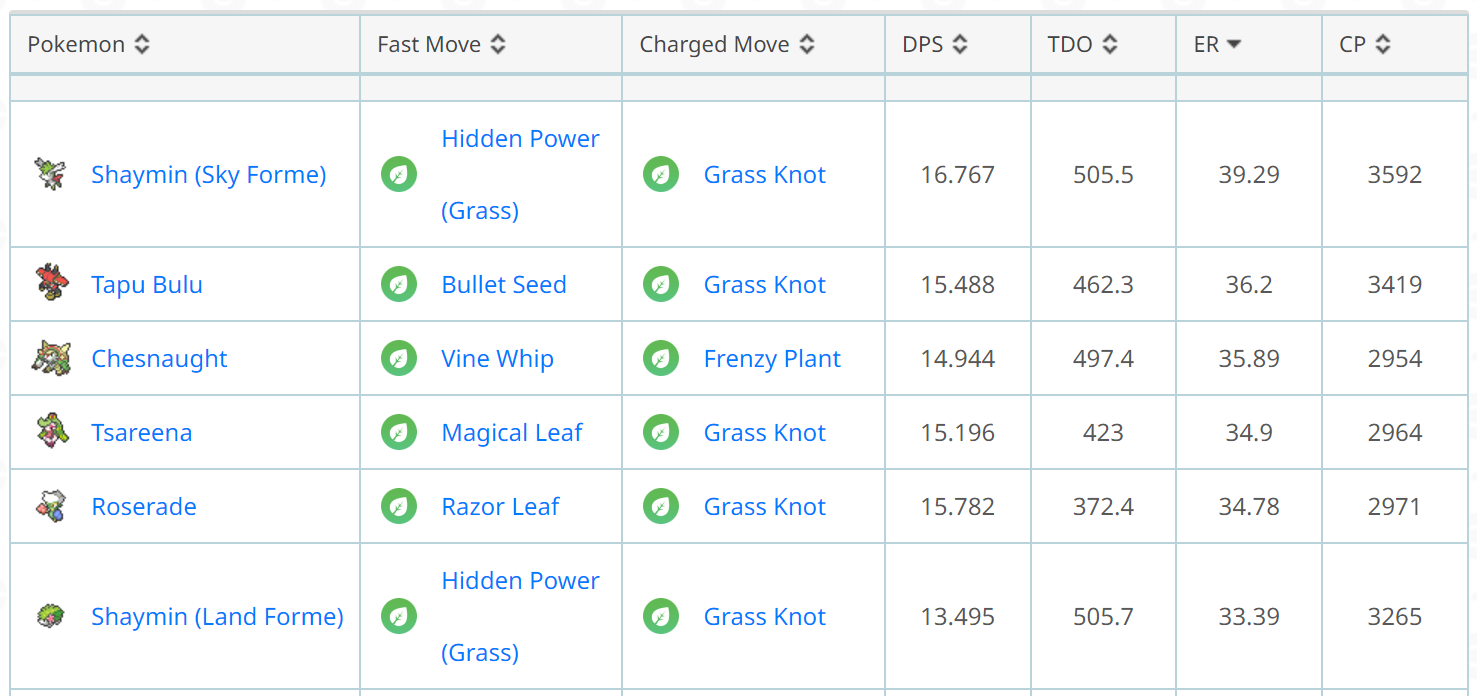 Pokemon Fast Move Charged Move DPS TDO ER CP
Hidden Power
Shaymin (Sky Forme) Grass Knot 16.767 505.5 39.29 3592
(Grass)
Tapu Bulu Bullet Seed Grass Knot 15.488 462.3 36.2 3419
Chesnaught Vine Whip Frenzy Plant 14.944 497.4 35.89 2954
Tsareena Magical Leaf Grass Knot 15.196 423 34.9 2964
Roserade Razor Leaf Grass Knot 15.782 372.4 34.78 2971
Hidden Power
Shaymin (Land Forme) Grass Knot 13.495 505.7 33.39 3265
(Grass)